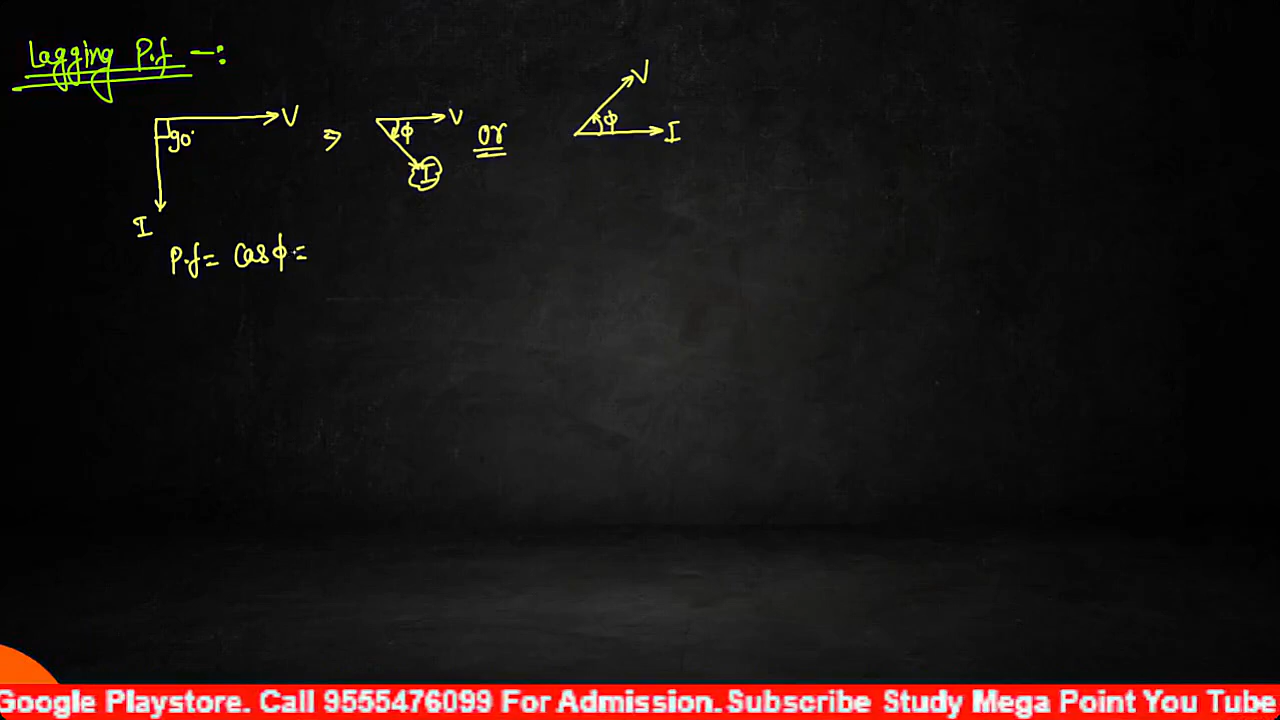 Lagging P.f -:
V
90°
I
⇒
V
ϕ
I
or
V
ϕ
I
P.f = Cosϕ =
Google Playstore. Call 9555476099 For Admission. Subscribe Study Mega Point You Tube